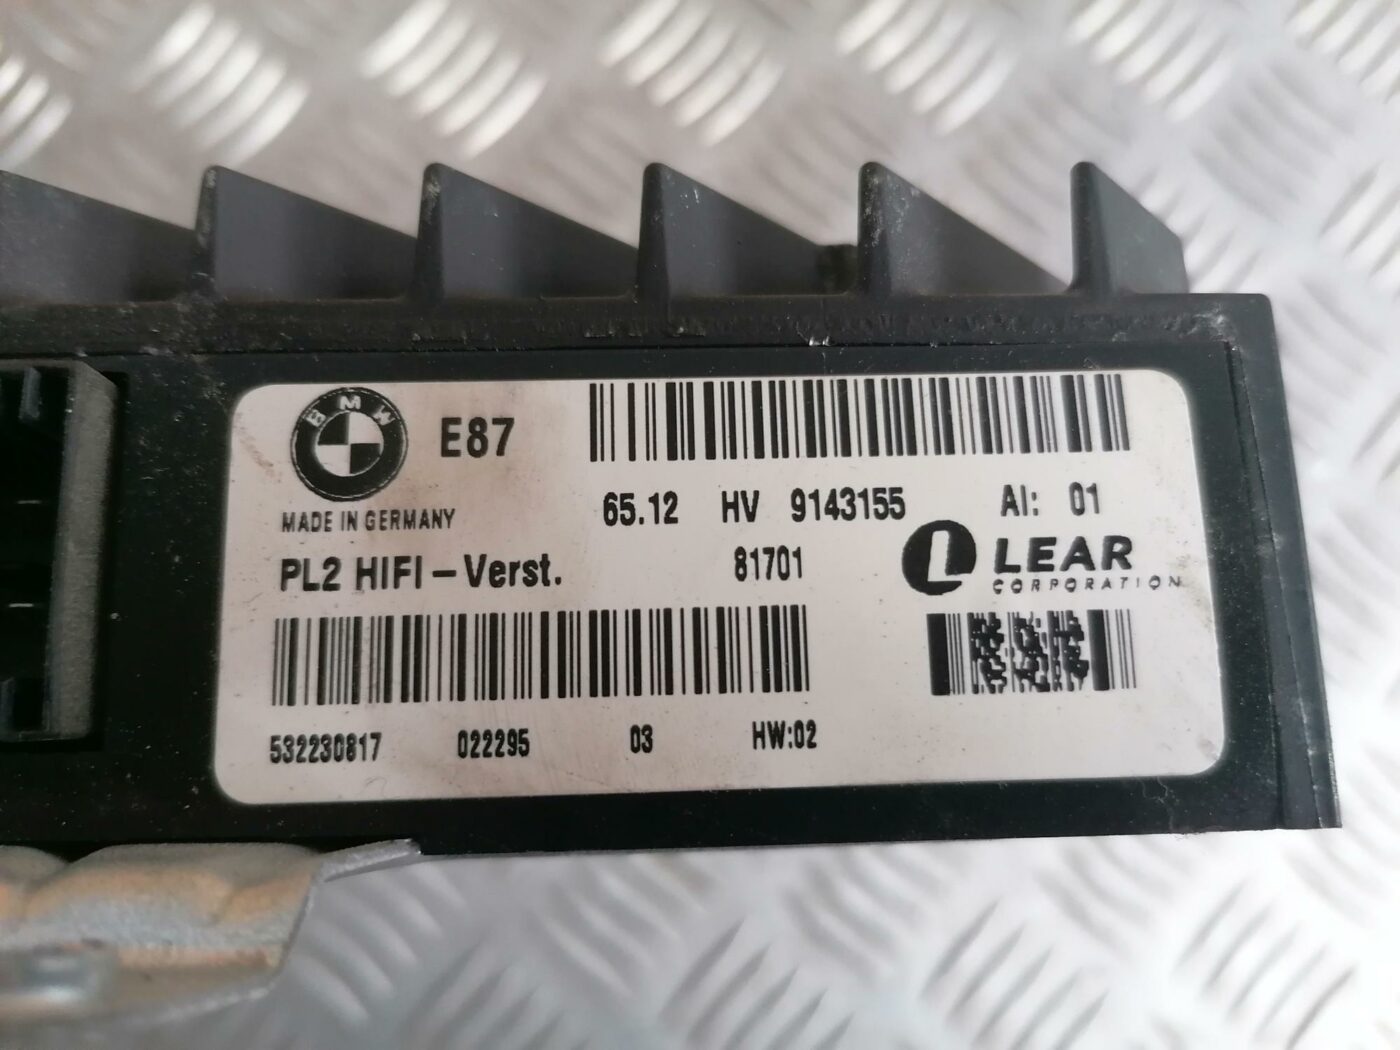 BMW
E87
MADE IN GERMANY
65.12 HV 9143155 AI: 01
PL2 HIFI-Verst. 81701
LEAR
CORPORATION
532230817 022295 03 HW:02